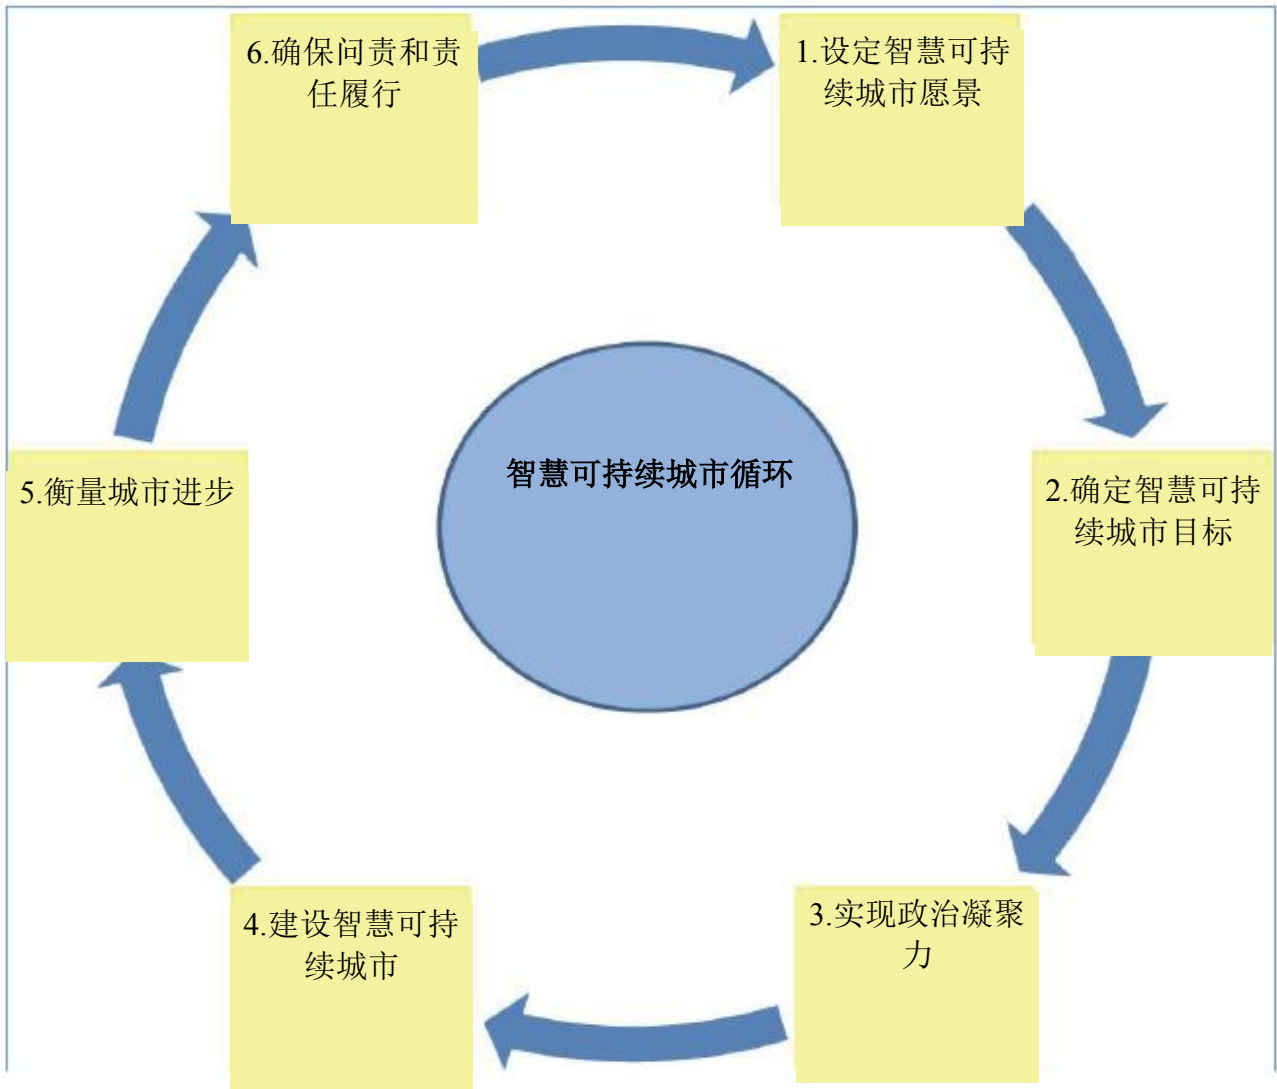 6.确保问责和责
任履行
1.设定智慧可持
续城市愿景
智慧可持续城市循环
5.衡量城市进步
2.确定智慧可持
续城市目标
4.建设智慧可持
续城市
3.实现政治凝聚
力